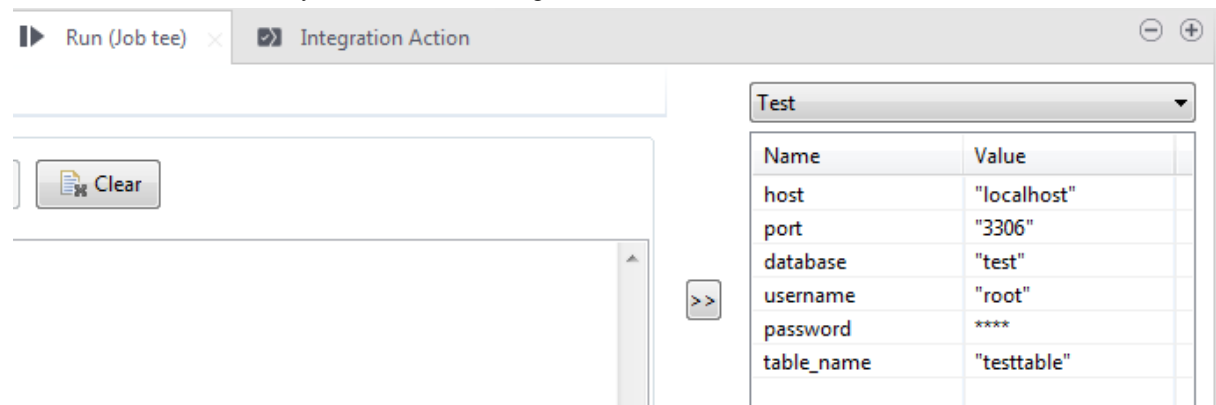 Run (Job tee) Integration Action
Test
Clear
Name Value
host "localhost"
port "3306"
database "test"
>>
username "root"
password ****
table_name "testtable"